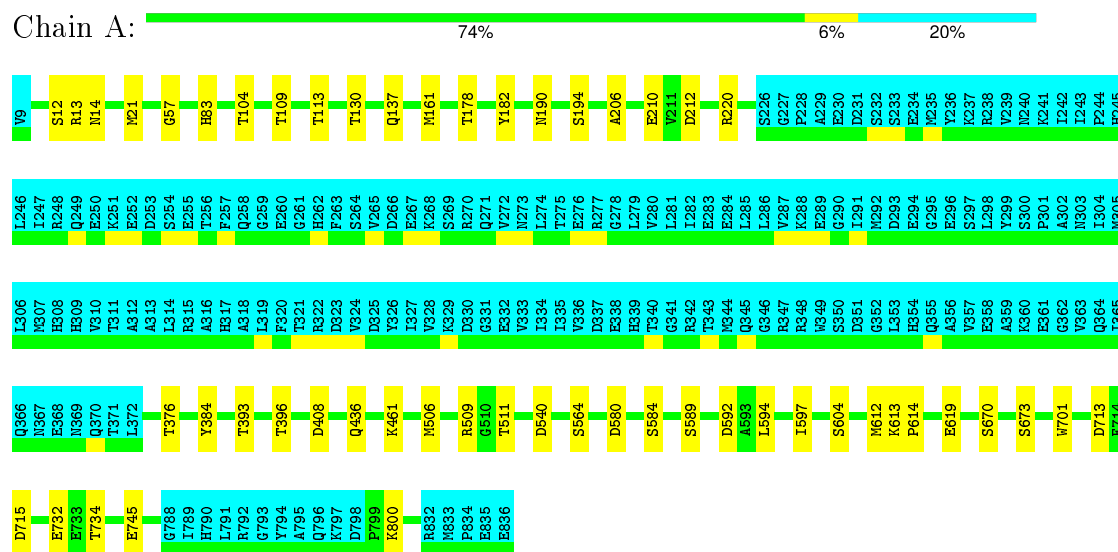 Chain A:
74% 6% 20%
V9 S12 R13 N14 M21 G57 H83 T104 T109 T113 T130 Q137 M161 T178 Y182 N190 S194 A206 E210 V211 D212 R220 S226 G227 P228 A229 E230 D231 S232 S233 E234 M235 Y236 K237 R238 V239 N240 K241 I242 I243 P244 H245
L246 I247 R248 Q249 E250 K251 E252 D253 S254 E255 T256 F257 Q258 G259 E260 G261 H262 F263 S264 V265 D266 E267 K268 S269 R270 Q271 V272 N273 L274 T275 E276 R277 G278 L279 V280 L281 I282 E283 E284 L285 L286 V287 K288 E289 G290 I291 M292 D293 E294 G295 E296 S297 L298 Y299 S300 P301 A302 N303 I304 M305
L306 M307 H308 H309 V310 T311 A312 A313 L314 R315 A316 H317 A318 L319 F320 T321 R322 D323 V324 D325 Y326 I327 V328 K329 D330 G331 E332 V333 I334 I335 V336 D337 E338 H339 T340 G341 R342 T343 M344 Q345 G346 R347 R348 W349 S350 D351 G352 L353 H354 Q355 A356 V357 E358 A359 K360 E361 G362 V363 Q364 I365
Q366 N367 E368 N369 Q370 T371 L372 T376 Y384 T393 T396 D408 Q436 K461 M506 R509 G510 T511 D540 S564 D580 S584 S589 D592 A593 L594 I597 S604 M612 K613 P614 E619 S670 S673 W701 D713 E714
D715 E732 E733 T734 E745 G788 I789 H790 L791 R792 G793 Y794 A795 Q796 K797 D798 P799 K800 R832 M833 P834 E835 E836